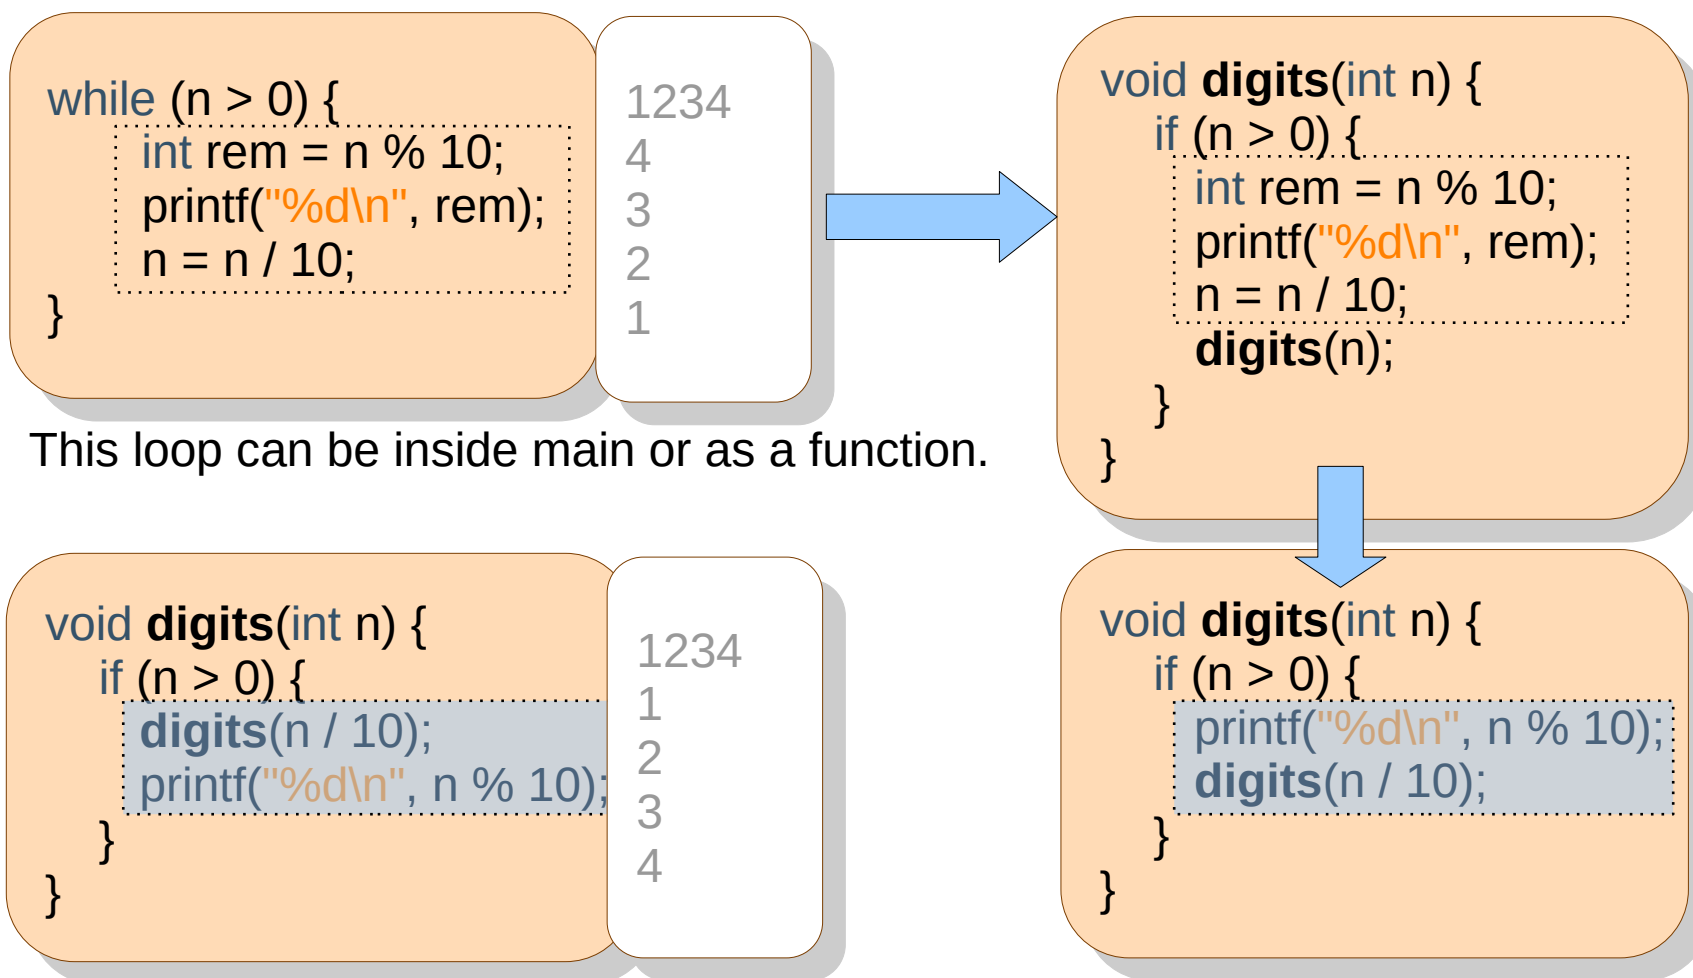 while (n > 0) {
int rem = n % 10;
printf("%d\n", rem);
n = n / 10;
}
1234
4
3
2
1
This loop can be inside main or as a function.
void digits(int n) {
if (n > 0) {
int rem = n % 10;
printf("%d\n", rem);
n = n / 10;
digits(n);
}
}
void digits(int n) {
if (n > 0) {
digits(n / 10);
printf("%d\n", n % 10);
}
}
1234
1
2
3
4
void digits(int n) {
if (n > 0) {
printf("%d\n", n % 10);
digits(n / 10);
}
}